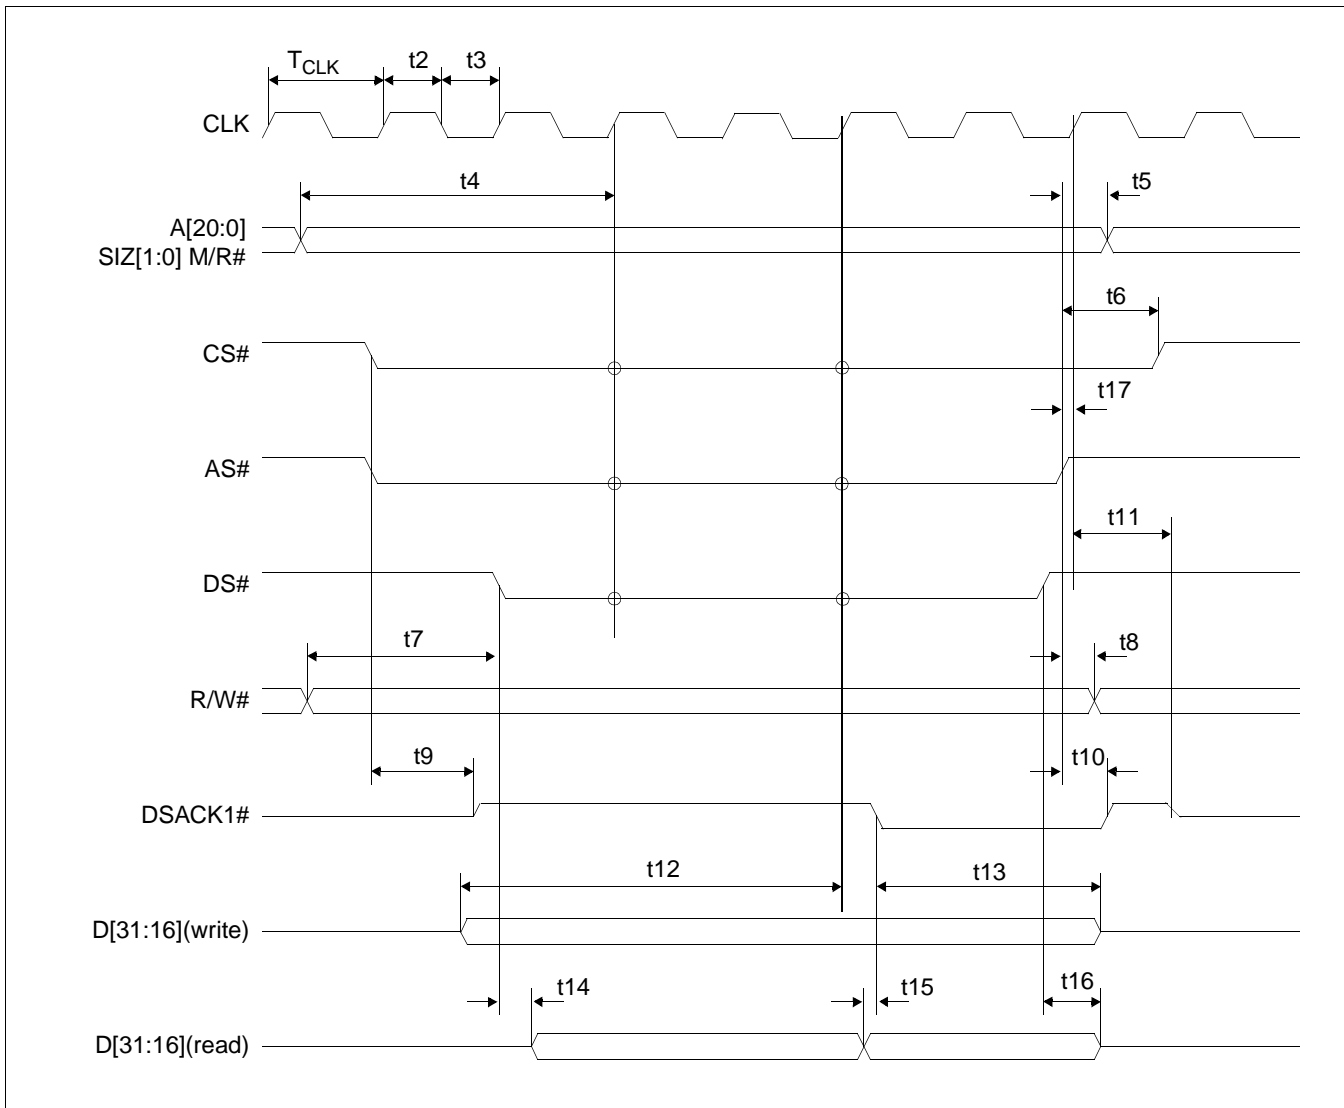 TCLK t2 t3
CLK
t4 t5
A[20:0]
SIZ[1:0] M/R#
t6
CS#
t17
AS#
t11
DS#
t7 t8
R/W#
t9 t10
DSACK1#
t12 t13
D[31:16](write)
t14 t15 t16
D[31:16](read)